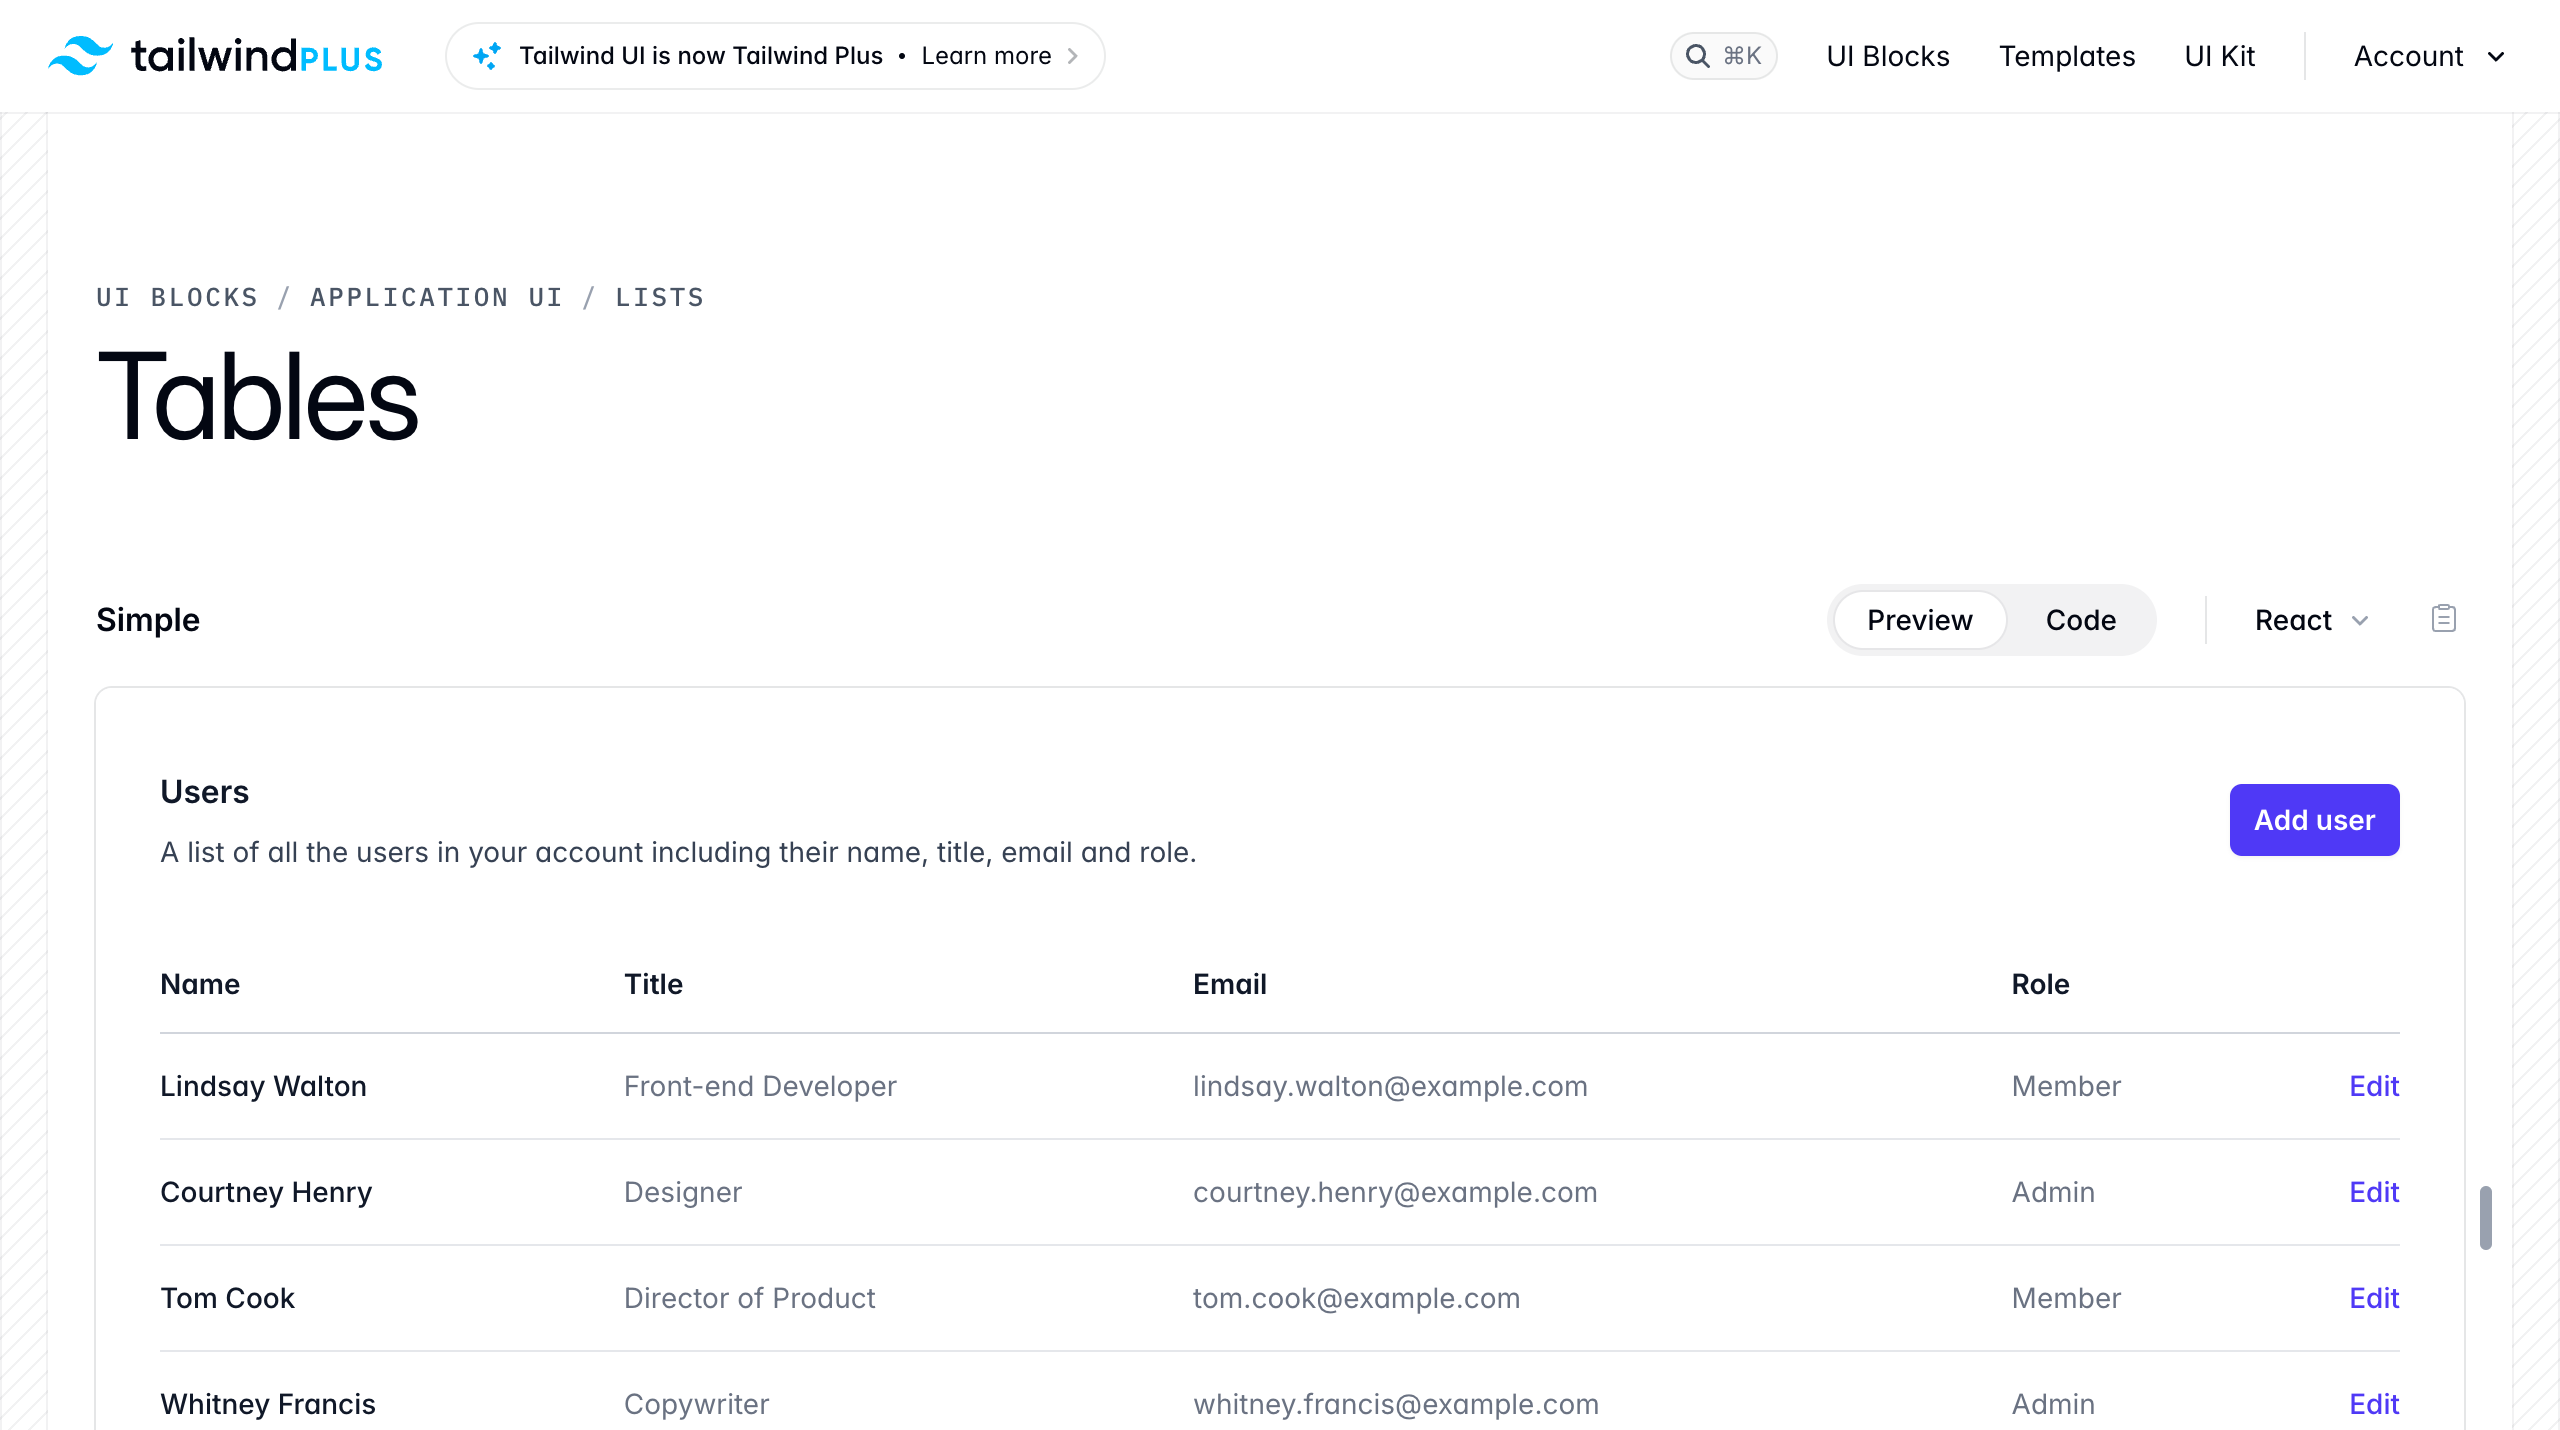 tailwindPLUS Tailwind UI is now Tailwind Plus • Learn more ⌘K UI Blocks Templates UI Kit Account
UI BLOCKS / APPLICATION UI / LISTS
Tables
Simple Preview Code React
Users
Add user
A list of all the users in your account including their name, title, email and role.
Name Title Email Role
Lindsay Walton Front-end Developer lindsay.walton@example.com Member Edit
Courtney Henry Designer courtney.henry@example.com Admin Edit
Tom Cook Director of Product tom.cook@example.com Member Edit
Whitney Francis Copywriter whitney.francis@example.com Admin Edit